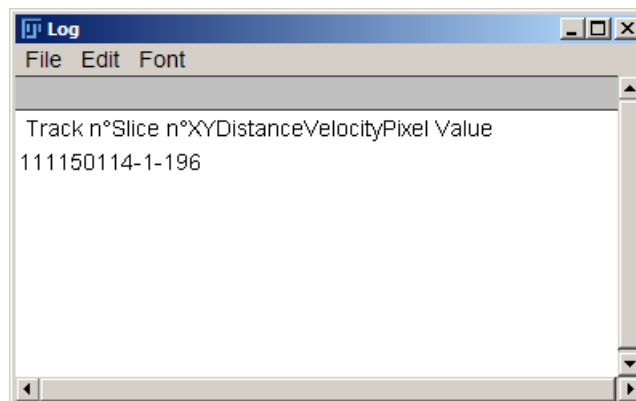 Log
File Edit Font
Track n°Slice n°XYDistanceVelocityPixel Value
111150114-1-196